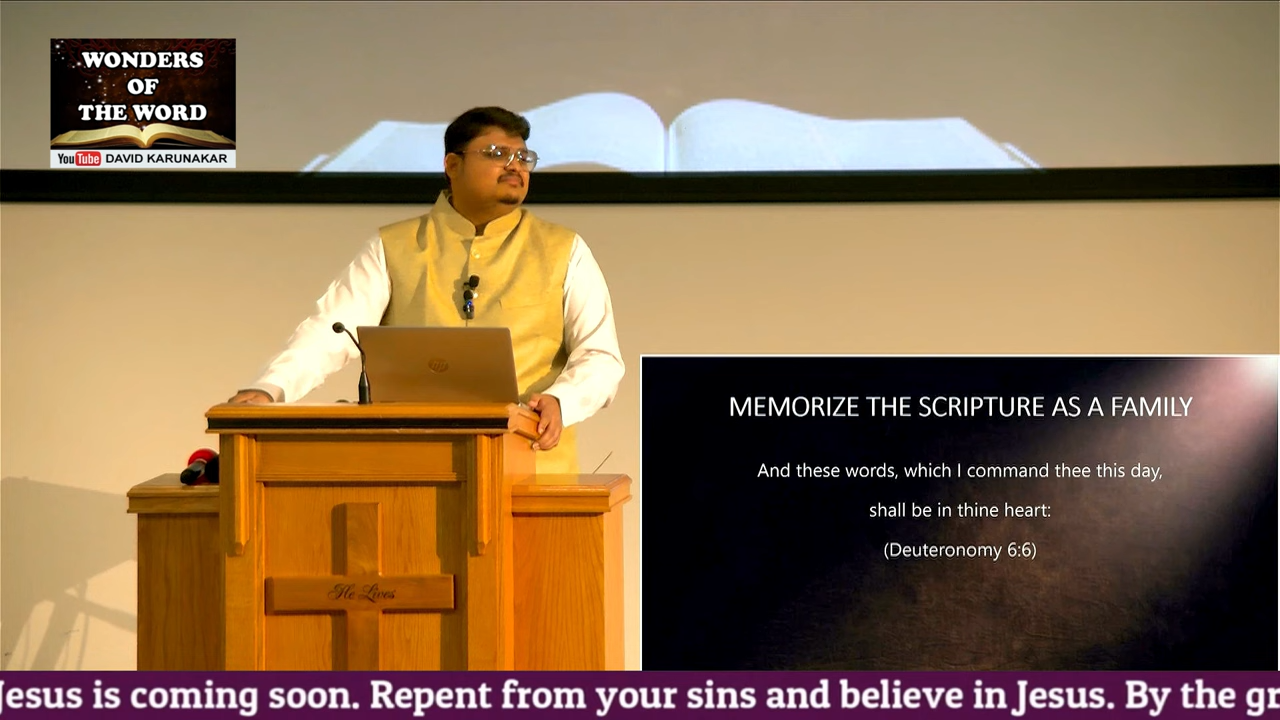 WONDERS
OF
THE WORD
YouTube DAVID KARUNAKAR
MEMORIZE THE SCRIPTURE AS A FAMILY
And these words, which I command thee this day,
shall be in thine heart:
(Deuteronomy 6:6)
hp
He Lives
Jesus is coming soon. Repent from your sins and believe in Jesus. By the gr